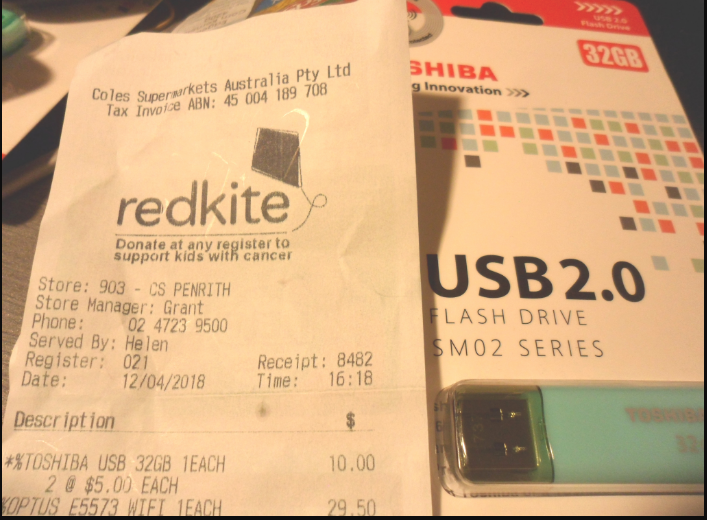 Coles Supermarkets Australia Pty Ltd
Tax Invoice ABN: 45 004 189 708
redkite
Donate at any register to
support kids with cancer
Store: 903 - CS PENRITH
Store Manager: Grant
Phone: 02 4723 9500
Served By: Helen
Register: 021 Receipt: 8482
Date: 12/04/2018 Time: 16:18
Description $
*%TOSHIBA USB 32GB 1EACH 10.00
2 @ $5.00 EACH
%OPTUS E5573 WIFI 1EACH 29.50
USB 2.0
Flash Drive
32GB
SHIBA
g Innovation >>>
USB 2.0
FLASH DRIVE
SM02 SERIES
TOSHIBA